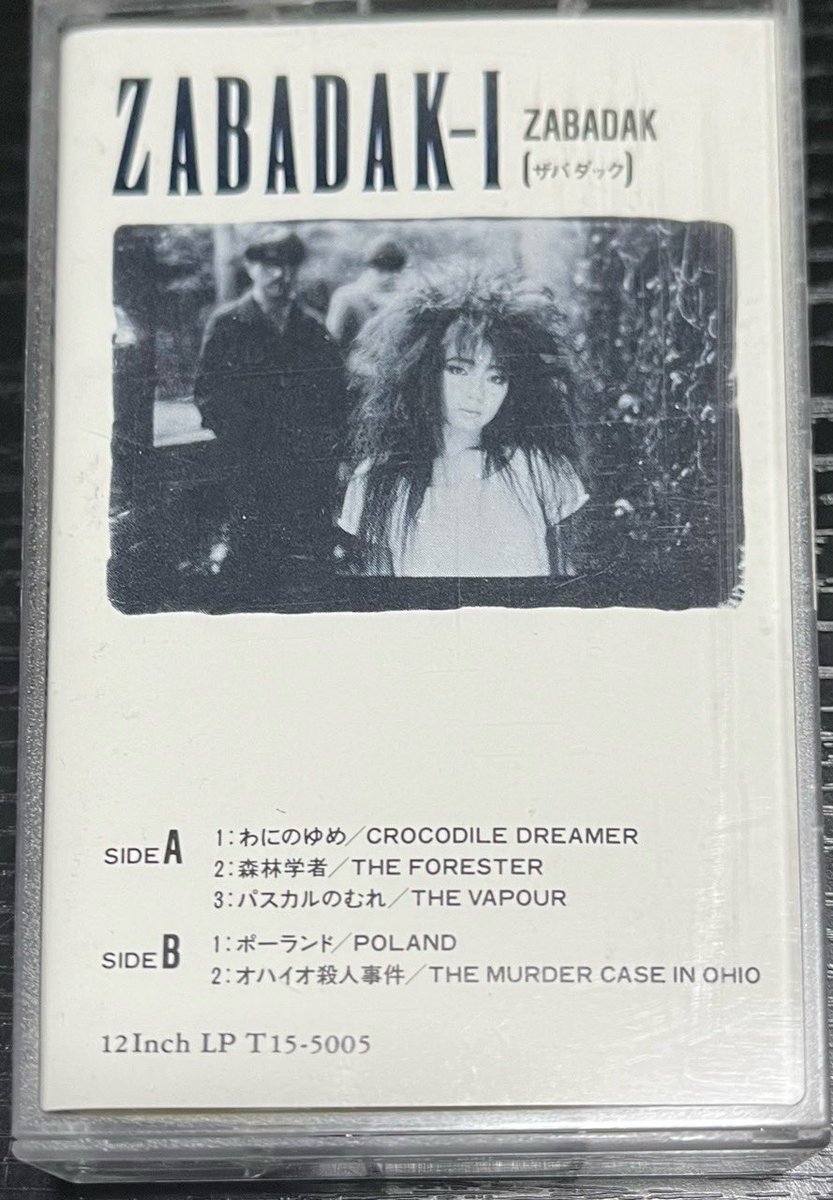 ZABADAK-I
ZABADAK
(ザバダック)
SIDE A
1:わにのゆめ/CROCODILE DREAMER
2:森林学者/THE FORESTER
3:パスカルのむれ/THE VAPOUR
SIDE B
1:ポーランド/POLAND
2:オハイオ殺人事件/THE MURDER CASE IN OHIO
12Inch LP T15-5005